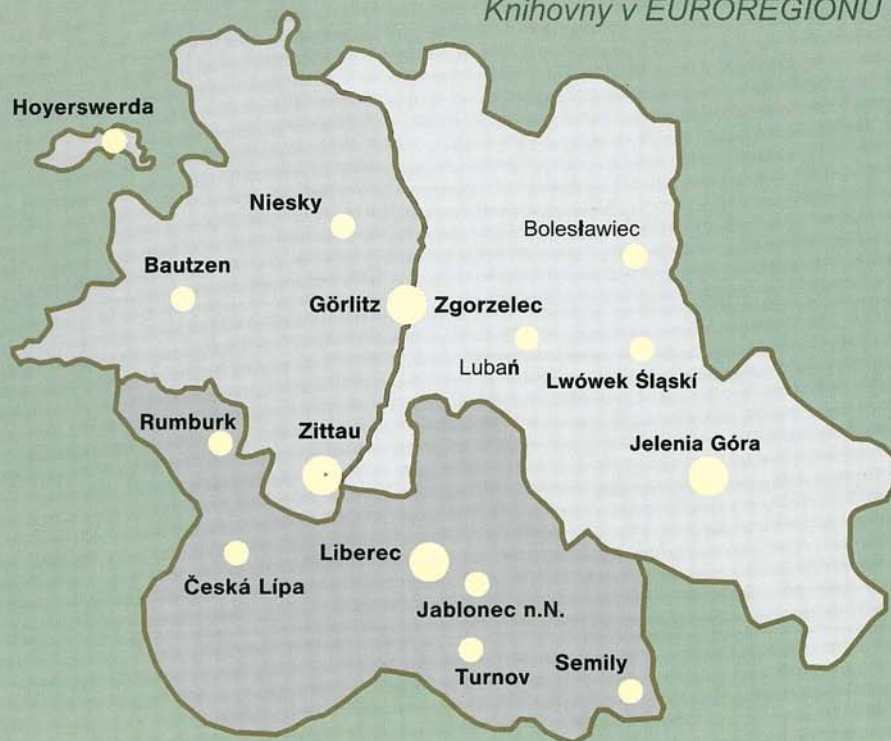 Knihovny v EUROREGIONU
Hoyerswerda
Niesky
Bolesławiec
Bautzen
Görlitz
Zgorzelec
Lubań
Lwówek Śląskí
Rumburk
Zittau
Jelenia Góra
Liberec
Česká Lípa
Jablonec n.N.
Turnov
Semily